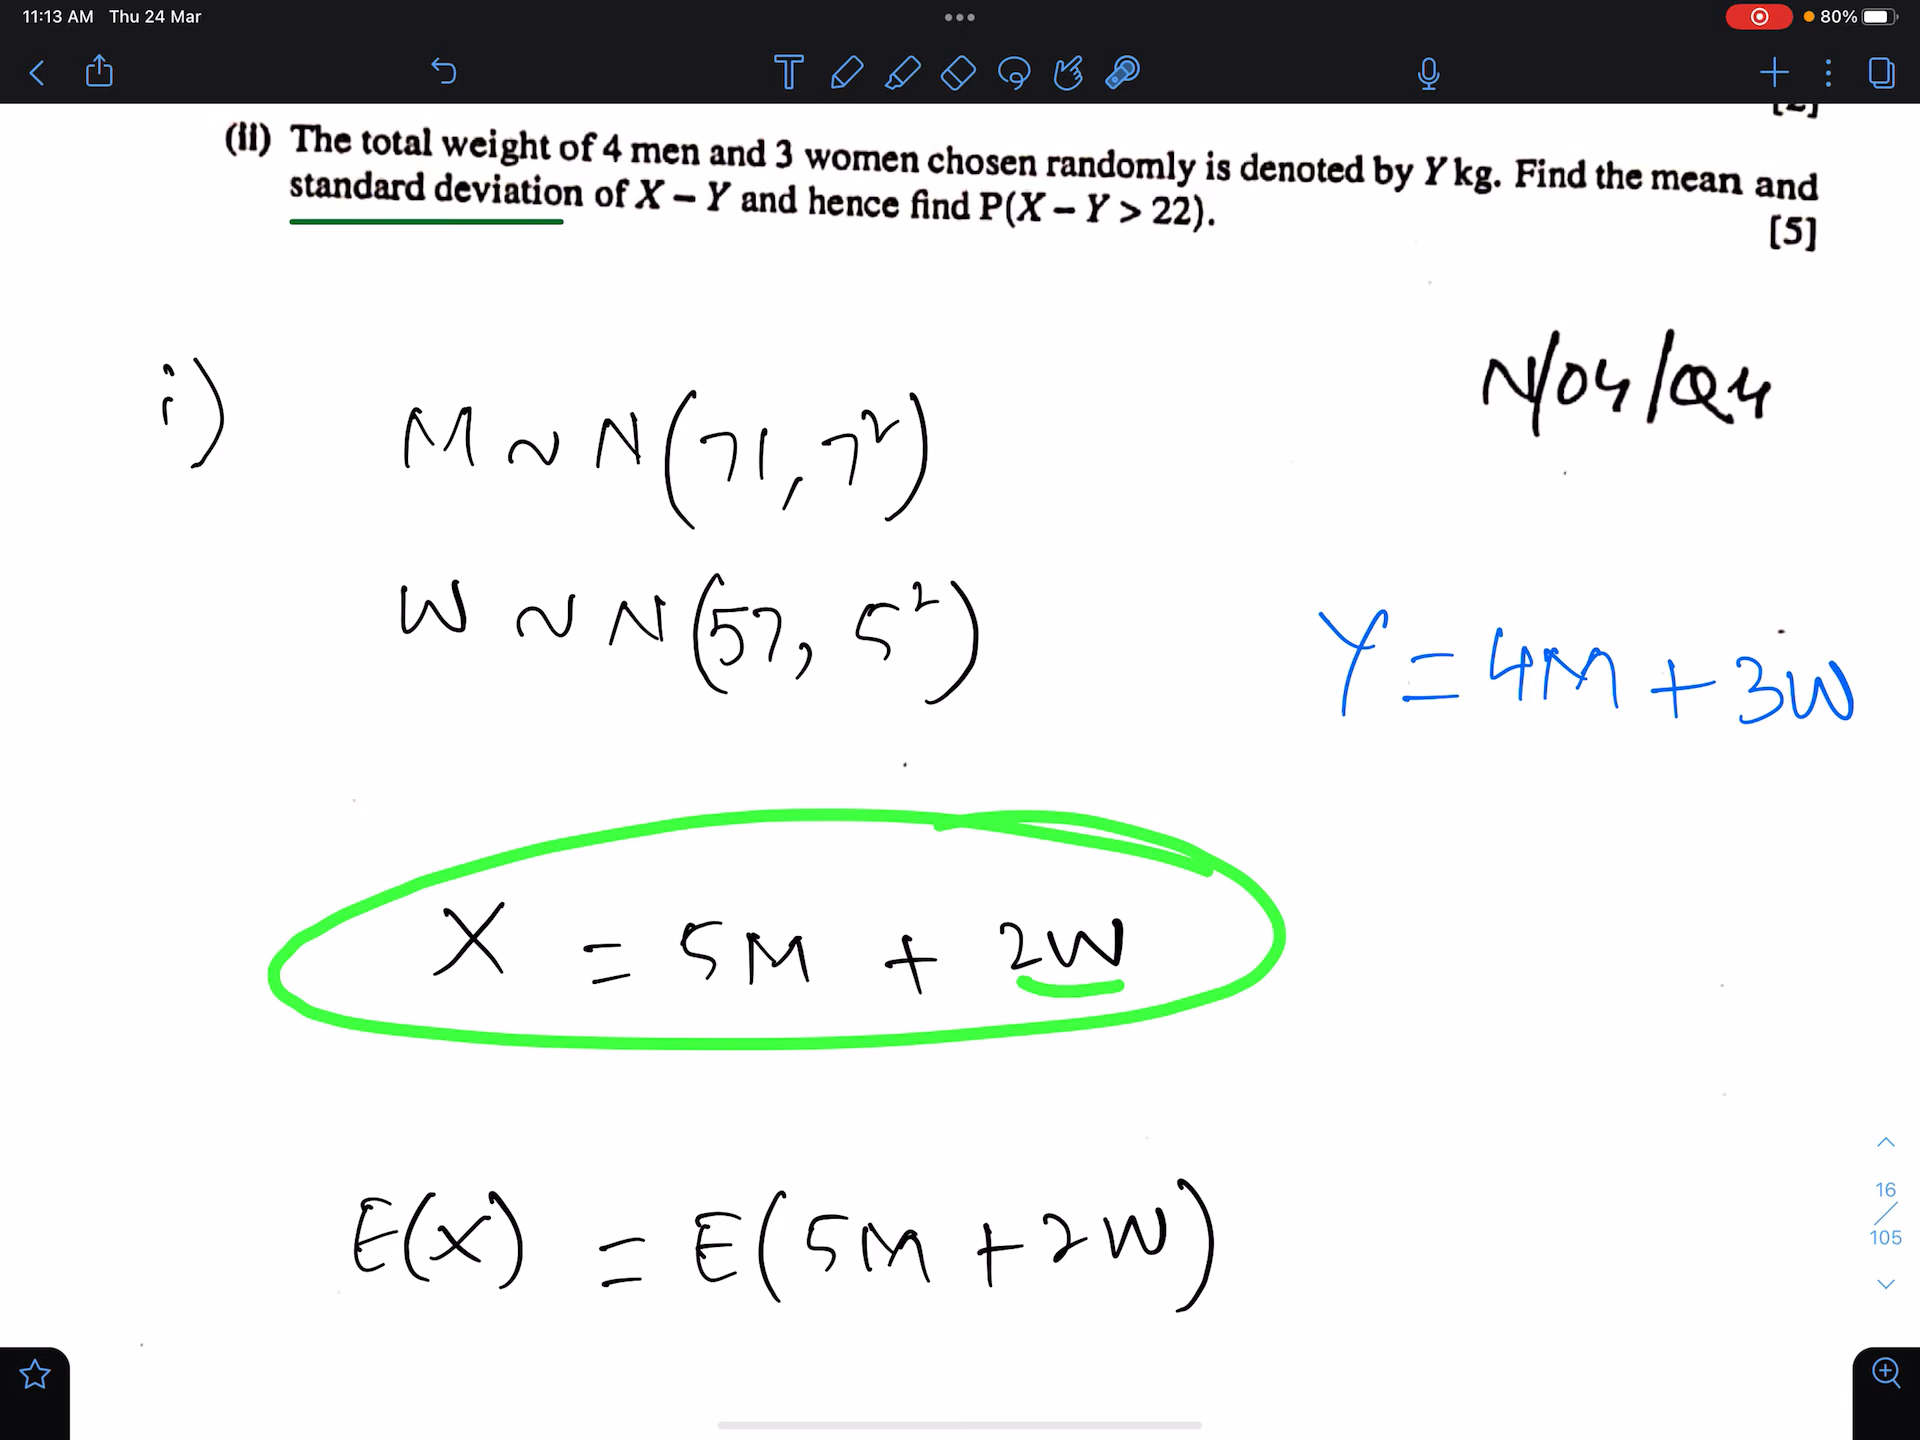 11:13 AM Thu 24 Mar
80%
[2]
(ii) The total weight of 4 men and 3 women chosen randomly is denoted by Y kg. Find the mean and
standard deviation of X – Y and hence find P(X – Y > 22).
[5]
i)
N/04/Q4
M ~ N(71, 7²)
W ~ N(57, 5²)
Y = 4M + 3W
X = 5M + 2W
E(X) = E(5M + 2W)
16
/
105